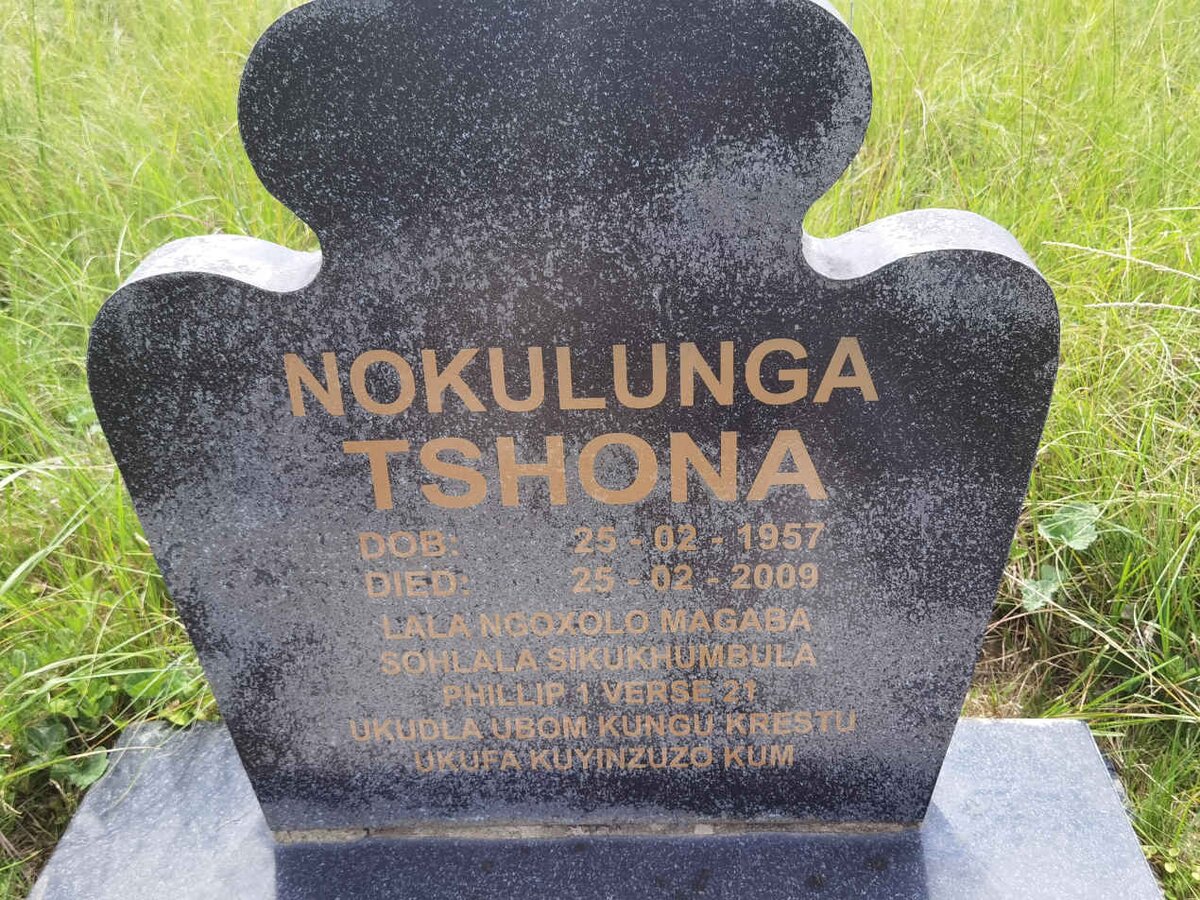 NOKULUNGA
TSHONA
DOB: 25 - 02 - 1957
DIED: 25 - 02 - 2009
LALA NGOXOLO MAGABA
SOHLALA SIKUKHUMBULA
PHILLIP 1 VERSE 21
UKUDLA UBOM KUNGU KRESTU
UKUFA KUYINZUZO KUM